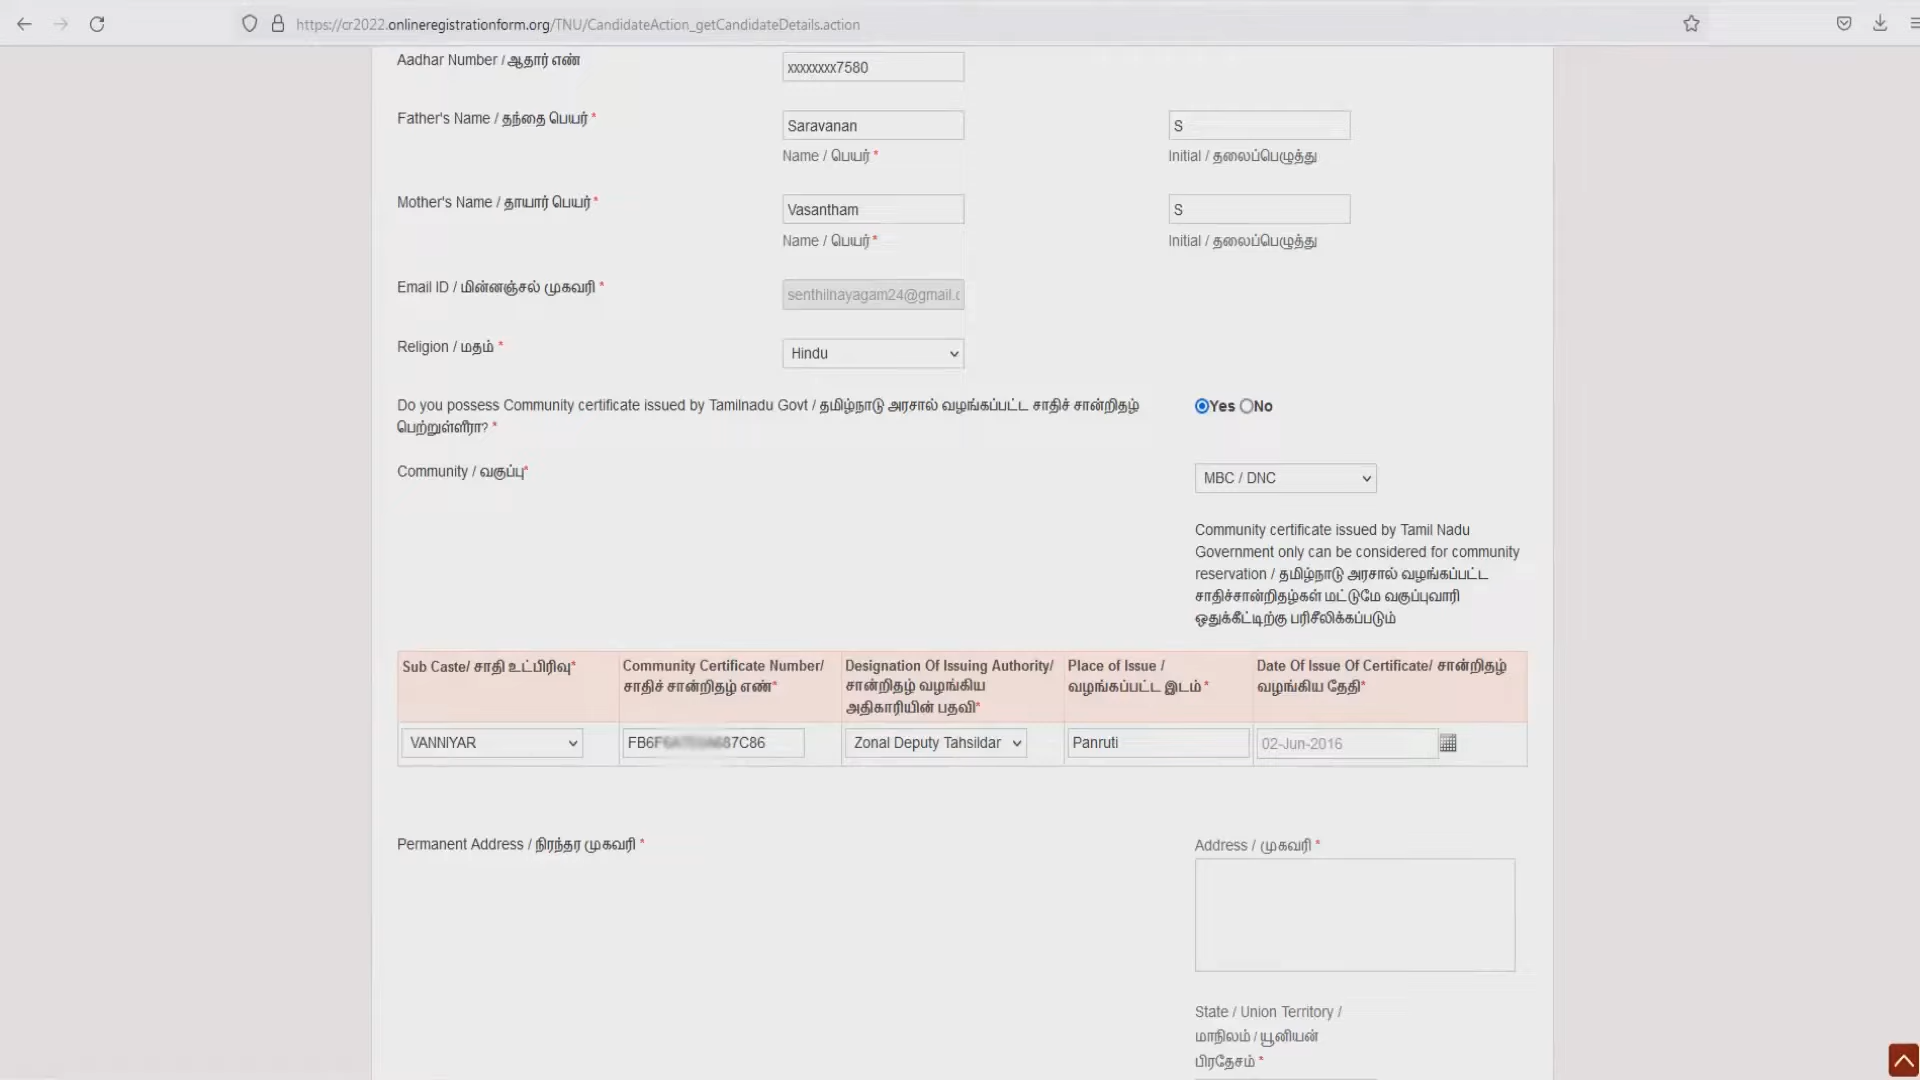 https://cr2022.onlineregistrationform.org/TNU/CandidateAction_getCandidateDetails.action
Aadhar Number / ஆதார் எண்
xxxxxxxx7580
Father's Name / தந்தை பெயர் *
Saravanan
S
Name / பெயர் *
Initial / தலைப்பெழுத்து
Mother's Name / தாயார் பெயர் *
Vasantham
S
Name / பெயர் *
Initial / தலைப்பெழுத்து
Email ID / மின்னஞ்சல் முகவரி *
senthilnayagam24@gmail.c
Religion / மதம் *
Hindu
Do you possess Community certificate issued by Tamilnadu Govt / தமிழ்நாடு அரசால் வழங்கப்பட்ட சாதிச் சான்றிதழ்
பெற்றுள்ளீரா? *
Yes No
Community / வகுப்பு*
MBC / DNC
Community certificate issued by Tamil Nadu
Government only can be considered for community
reservation / தமிழ்நாடு அரசால் வழங்கப்பட்ட
சாதிச்சான்றிதழ்கள் மட்டுமே வகுப்புவாரி
ஒதுக்கீட்டிற்கு பரிசீலிக்கப்படும்
Sub Caste/ சாதி உட்பிரிவு*
Community Certificate Number/
சாதிச் சான்றிதழ் எண்*
Designation Of Issuing Authority/
சான்றிதழ் வழங்கிய
அதிகாரியின் பதவி*
Place of Issue /
வழங்கப்பட்ட இடம் *
Date Of Issue Of Certificate/ சான்றிதழ்
வழங்கிய தேதி*
VANNIYAR
Zonal Deputy Tahsildar
Panruti
02-Jun-2016
Permanent Address / நிரந்தர முகவரி *
Address / முகவரி *
State / Union Territory /
மாநிலம் / யூனியன்
பிரதேசம் *